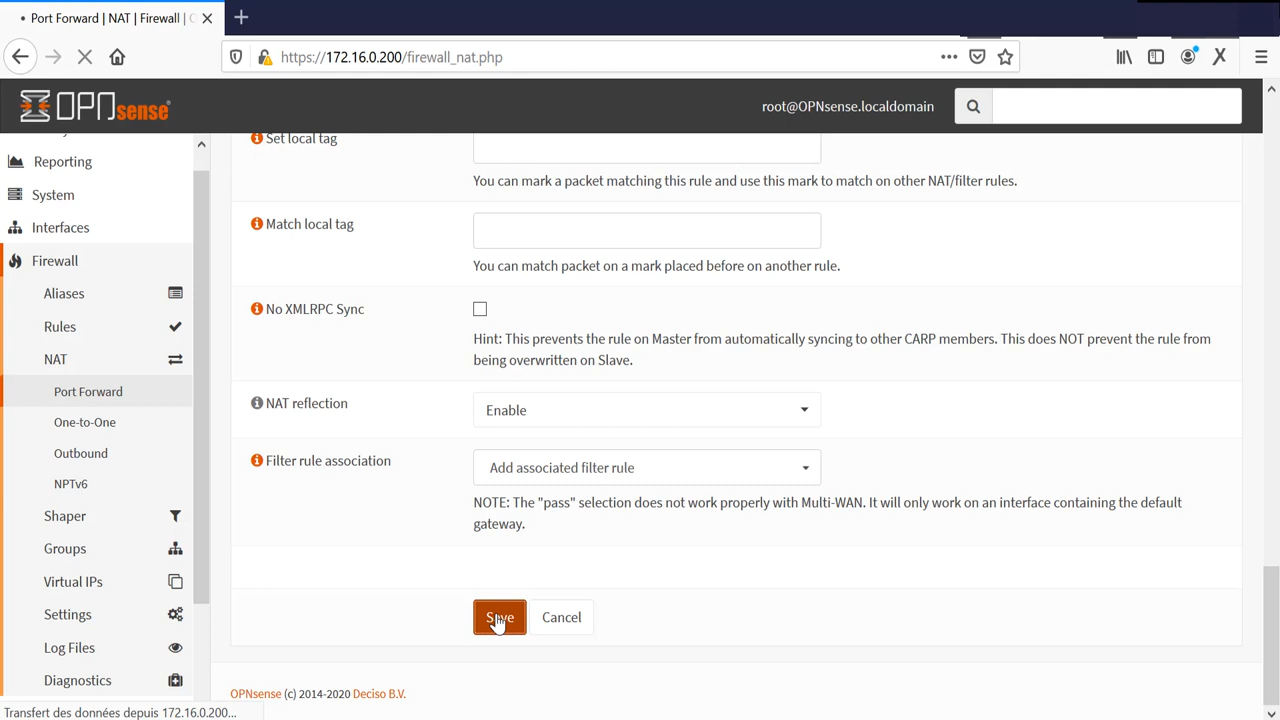 Port Forward | NAT | Firewall |
https://172.16.0.200/firewall_nat.php
OPNsense
root@OPNsense.localdomain
Reporting
System
Interfaces
Firewall
Aliases
Rules
NAT
Port Forward
One-to-One
Outbound
NPTv6
Shaper
Groups
Virtual IPs
Settings
Log Files
Diagnostics
Set local tag
You can mark a packet matching this rule and use this mark to match on other NAT/filter rules.
Match local tag
You can match packet on a mark placed before on another rule.
No XMLRPC Sync
Hint: This prevents the rule on Master from automatically syncing to other CARP members. This does NOT prevent the rule from
being overwritten on Slave.
NAT reflection
Enable
Filter rule association
Add associated filter rule
NOTE: The "pass" selection does not work properly with Multi-WAN. It will only work on an interface containing the default
gateway.
Save
Cancel
OPNsense (c) 2014-2020 Deciso B.V.
Transfert des données depuis 172.16.0.200...